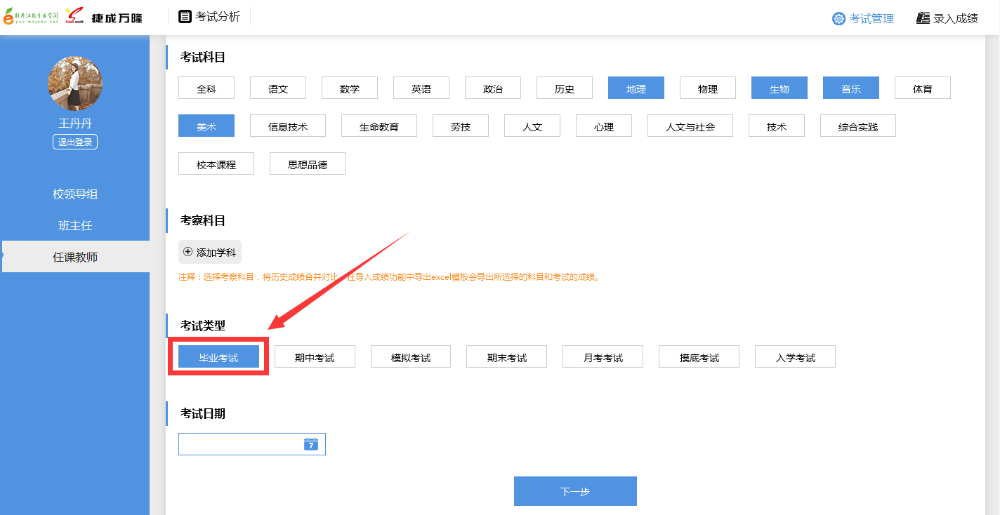 牡丹江教育云空间
yun.mdjedu.net
Future world
捷成万隆
考试分析
考试管理
录入成绩
王丹丹
退出登录
校领导组
班主任
任课教师
考试科目
全科 语文 数学 英语 政治 历史 地理 物理 生物 音乐 体育
美术 信息技术 生命教育 劳技 人文 心理 人文与社会 技术 综合实践
校本课程 思想品德
考察科目
添加学科
注释：选择考察科目，将历史成绩合并对比，在导入成绩功能中导出excel模板会导出所选择的科目和考试的成绩。
考试类型
毕业考试 期中考试 模拟考试 期末考试 月考考试 摸底考试 入学考试
考试日期
7
下一步